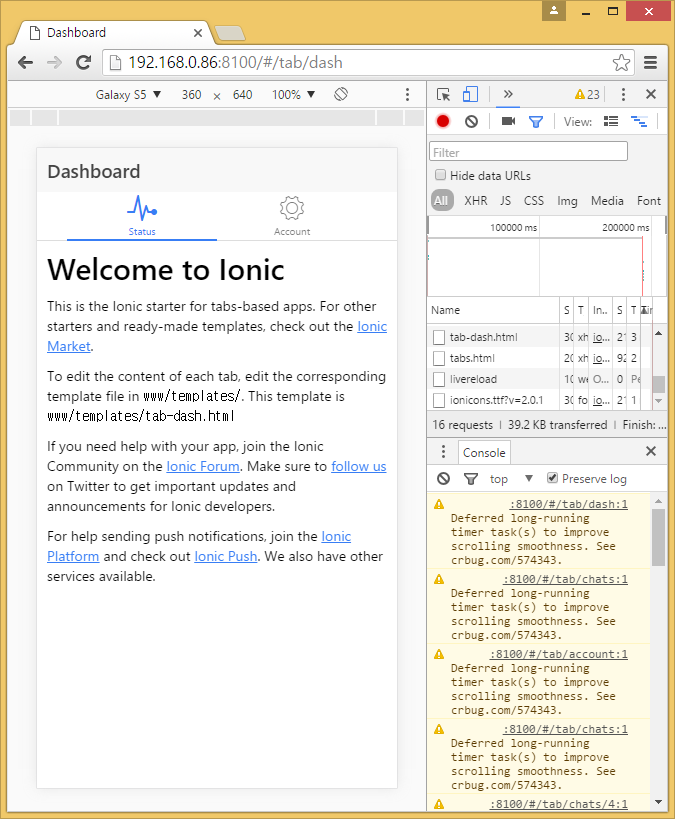 Dashboard
192.168.0.86:8100/#/tab/dash
Galaxy S5 ▼ 360 × 640 100% ▼
23
View:
Filter
Hide data URLs
All XHR JS CSS Img Media Font
100000 ms 200000 ms
Name S T In... S T
tab-dash.html 30 xh io... 21 3
tabs.html 20 xh io... 92 2
livereload 10 we O... 0 Pe
ionicons.ttf?v=2.0.1 30 fo io... 21 1
16 requests | 39.2 KB transferred | Finish: ...
Console
top ▼ Preserve log
:8100/#/tab/dash:1
Deferred long-running
timer task(s) to improve
scrolling smoothness. See
crbug.com/574343.
:8100/#/tab/chats:1
Deferred long-running
timer task(s) to improve
scrolling smoothness. See
crbug.com/574343.
:8100/#/tab/account:1
Deferred long-running
timer task(s) to improve
scrolling smoothness. See
crbug.com/574343.
:8100/#/tab/chats:1
Deferred long-running
timer task(s) to improve
scrolling smoothness. See
crbug.com/574343.
:8100/#/tab/chats/4:1
Dashboard
Status Account
Welcome to Ionic
This is the Ionic starter for tabs-based apps. For other
starters and ready-made templates, check out the Ionic
Market.
To edit the content of each tab, edit the corresponding
template file in www/templates/. This template is
www/templates/tab-dash.html
If you need help with your app, join the Ionic
Community on the Ionic Forum. Make sure to follow us
on Twitter to get important updates and
announcements for Ionic developers.
For help sending push notifications, join the Ionic
Platform and check out Ionic Push. We also have other
services available.